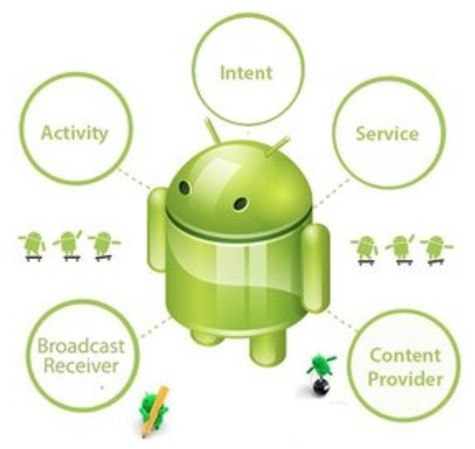 Intent
Activity
Service
Broadcast
Receiver
Content
Provider